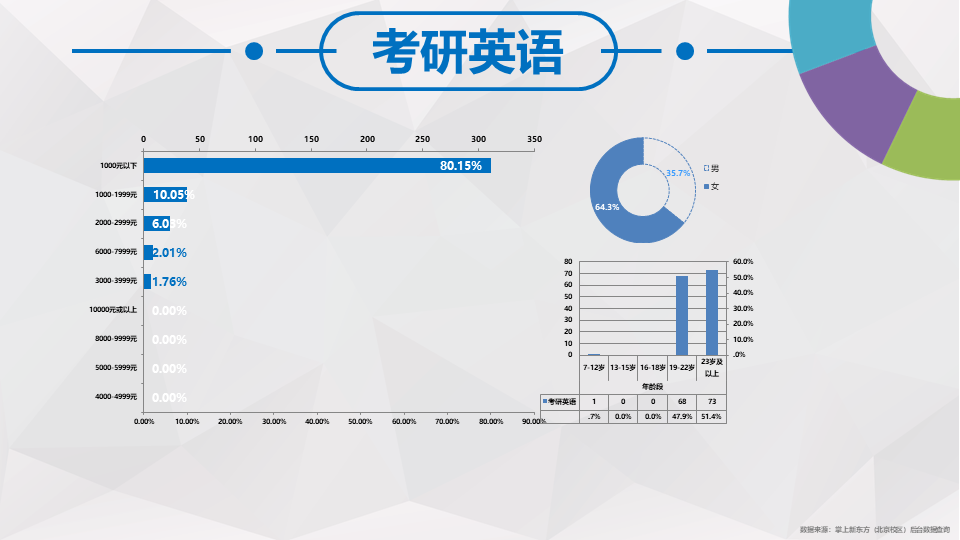 考研英语
0 50 100 150 200 250 300 350
1000元以下 80.15%
1000-1999元 10.05%
2000-2999元 6.03%
6000-7999元 2.01%
3000-3999元 1.76%
10000元或以上 0.00%
8000-9999元 0.00%
5000-5999元 0.00%
4000-4999元 0.00%
0.00% 10.00% 20.00% 30.00% 40.00% 50.00% 60.00% 70.00% 80.00% 90.00%
35.7%
64.3%
男
女
80 60.0%
70 50.0%
60 40.0%
50 30.0%
40
30 20.0%
20 10.0%
10
0 .0%
7-12岁 13-15岁 16-18岁 19-22岁 23岁及以上
年龄段
考研英语 1 0 0 68 73
.7% 0.0% 0.0% 47.9% 51.4%
数据来源：掌上新东方（北京校区）后台数据查询